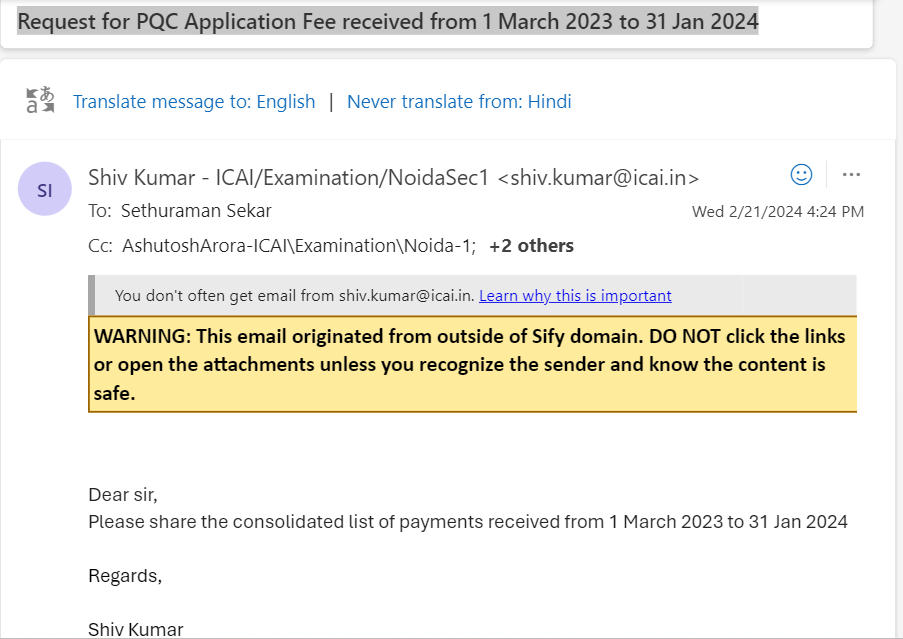 Request for PQC Application Fee received from 1 March 2023 to 31 Jan 2024
Translate message to: English | Never translate from: Hindi
SI
Shiv Kumar - ICAI/Examination/NoidaSec1 <shiv.kumar@icai.in>
To: Sethuraman Sekar
Wed 2/21/2024 4:24 PM
Cc: AshutoshArora-ICAI\Examination\Noida-1; +2 others
You don't often get email from shiv.kumar@icai.in. Learn why this is important
WARNING: This email originated from outside of Sify domain. DO NOT click the links
or open the attachments unless you recognize the sender and know the content is
safe.
Dear sir,
Please share the consolidated list of payments received from 1 March 2023 to 31 Jan 2024
Regards,
Shiv Kumar